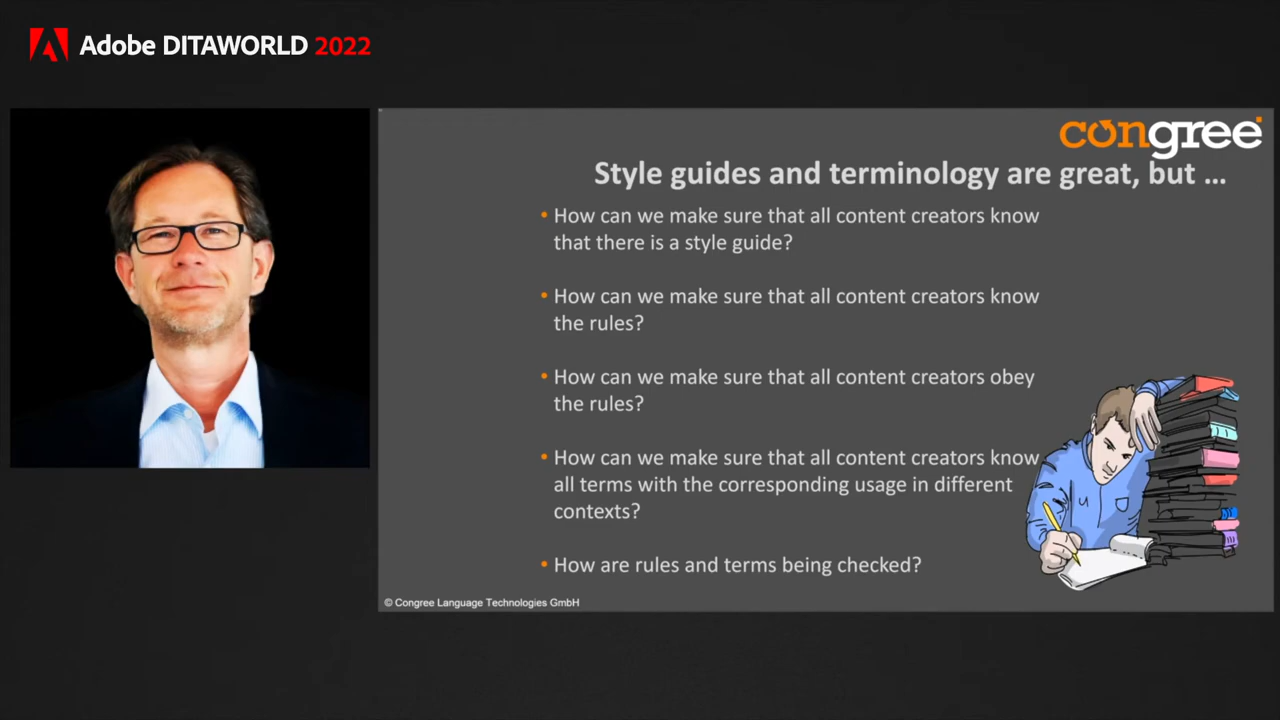 Adobe DITAWORLD 2022
congree
Style guides and terminology are great, but ...
• How can we make sure that all content creators know
that there is a style guide?
• How can we make sure that all content creators know
the rules?
• How can we make sure that all content creators obey
the rules?
• How can we make sure that all content creators know
all terms with the corresponding usage in different
contexts?
• How are rules and terms being checked?
© Congree Language Technologies GmbH